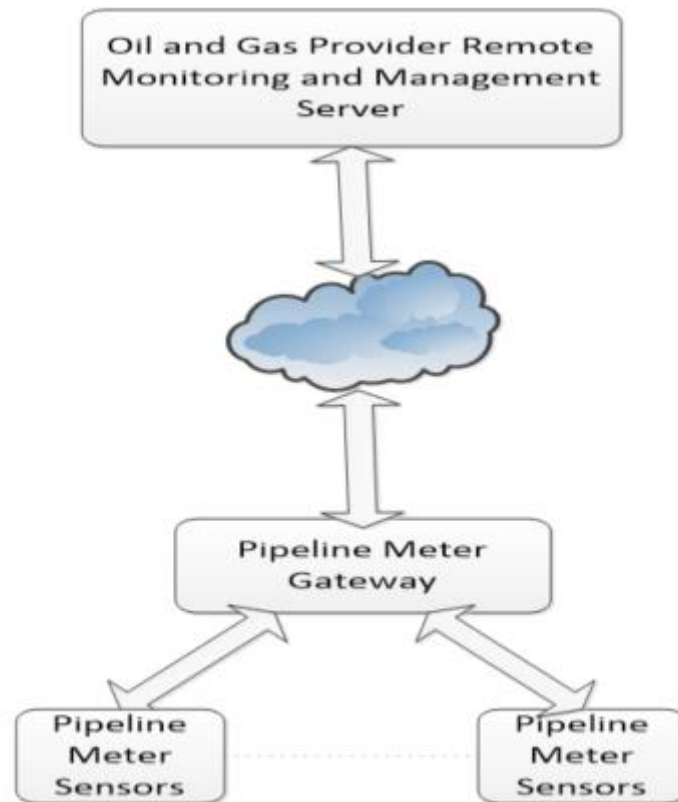 Oil and Gas Provider Remote
Monitoring and Management
Server
Pipeline Meter
Gateway
Pipeline
Meter
Sensors
Pipeline
Meter
Sensors